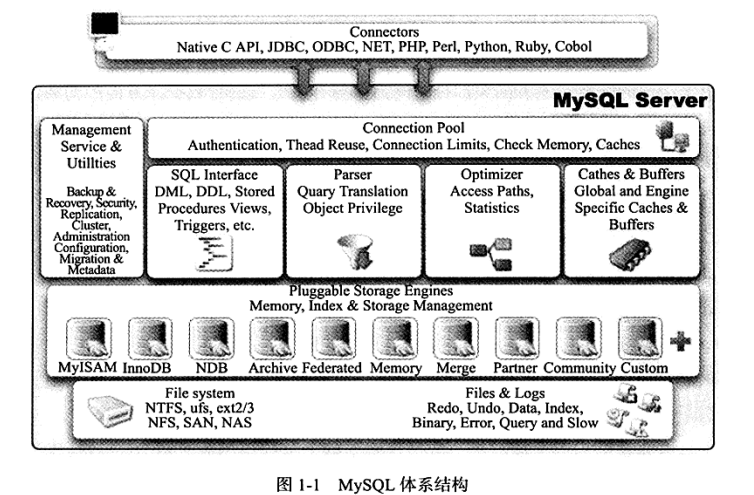 Connectors
Native C API, JDBC, ODBC, NET, PHP, Perl, Python, Ruby, Cobol
MySQL Server
Management
Service &
Utillties
Backup &
Recovery, Security,
Replication,
Cluster,
Administration
Configuration,
Migration &
Metadata
Connection Pool
Authentication, Thead Reuse, Connection Limits, Check Memory, Caches
SQL Interface
DML, DDL, Stored
Procedures Views,
Triggers, etc.
Parser
Quary Translation
Object Privilege
Optimizer
Access Paths,
Statistics
Cathes & Buffers
Global and Engine
Specific Caches &
Buffers
Pluggable Storage Engines
Memory, Index & Storage Management
MyISAM InnoDB NDB Archive Federated Memory Merge Partner Community Custom
File system
NTFS, ufs, ext2/3
NFS, SAN, NAS
Files & Logs
Redo, Undo, Data, Index,
Binary, Error, Query and Slow
图 1-1 MySQL 体系结构